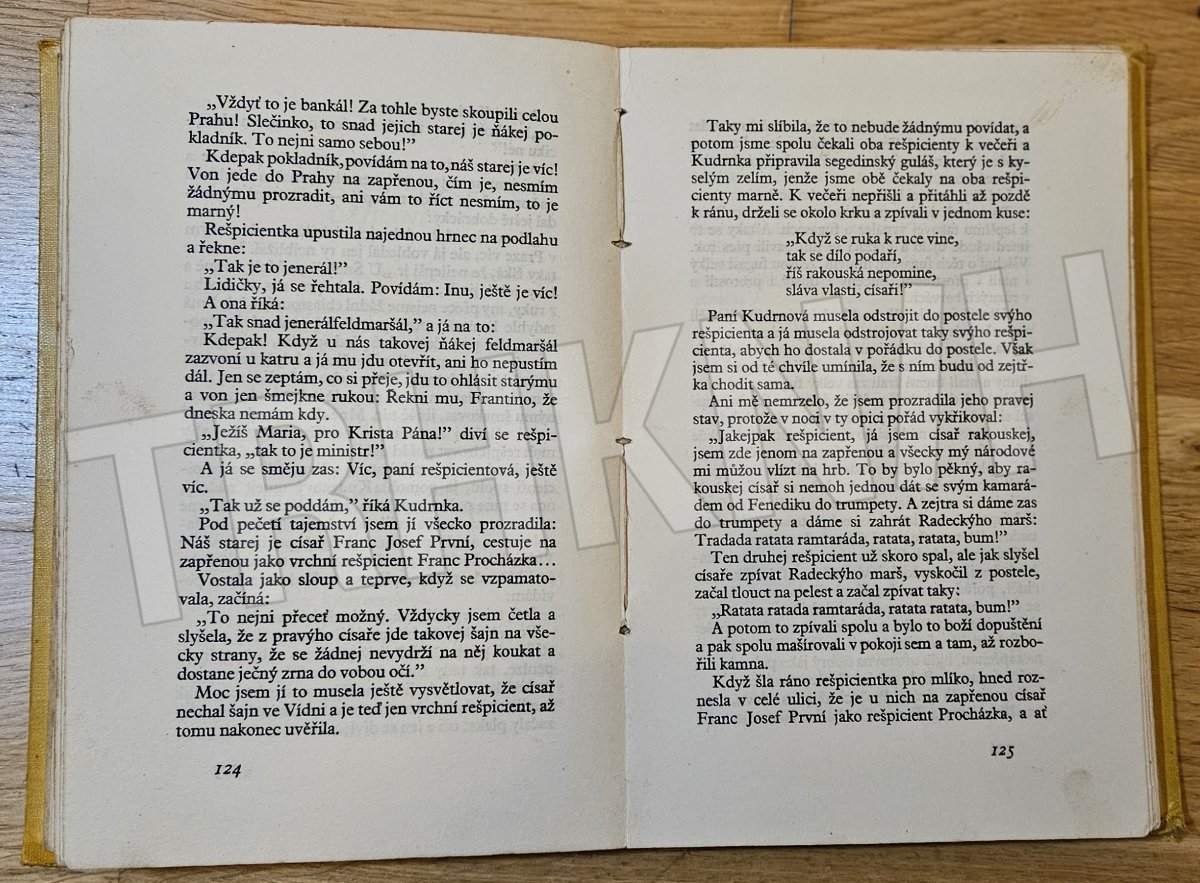 „Vždyť to je bankál! Za tohle byste skoupili celou
Prahu! Slečinko, to snad jejich starej je ňákej po-
kladník. To nejni samo sebou!”
Kdepak pokladník, povídám na to, náš starej je víc!
Von jede do Prahy na zapřenou, čím je, nesmím
žádnýmu prozradit, ani vám to říct nesmím, to je
marný!
Rešpicientka upustila najednou hrnec na podlahu
a řekne:
„Tak je to jenerál!”
Lidičky, já se řehtala. Povídám: Inu, ještě je víc!
A ona říká:
„Tak snad jenerálfeldmaršál,” a já na to:
Kdepak! Když u nás takovej ňákej feldmaršál
zazvoní u katru a já mu jdu otevřít, ani ho nepustím
dál. Jen se zeptám, co si přeje, jdu to ohlásit starýmu
a von jen šmejkne rukou: Rekni mu, Frantino, že
dneska nemám kdy.
„Ježíš Maria, pro Krista Pána!” diví se rešpi-
cientka, „tak to je ministr!”
A já se směju zas: Víc, paní rešpicientová, ještě
víc.
„Tak už se poddám,” říká Kudrnka.
Pod pečetí tajemství jsem jí všecko prozradila:
Náš starej je císař Franc Josef První, cestuje na
zapřenou jako vrchní rešpicient Franc Procházka...
Vostala jako sloup a teprve, když se vzpamato-
vala, začíná:
„To nejni přeceť možný. Vždycky jsem četla a
slyšela, že z pravýho císaře jde takovej šajn na vše-
cky strany, že se žádnej nevydrží na něj koukat a
dostane ječný zrna do vobou očí.”
Moc jsem jí to musela ještě vysvětlovat, že císař
nechal šajn ve Vídni a je teď jen vrchní rešpicient, až
tomu nakonec uvěřila.
124
Taky mi slíbila, že to nebude žádnýmu povídat, a
potom jsme spolu čekali oba rešpicienty k večeři a
Kudrnka připravila segedinský guláš, který je s ky-
selým zelím, jenže jsme obě čekaly na oba rešpi-
cienty marně. K večeři nepřišli a přitáhli až pozdě
k ránu, drželi se okolo krku a zpívali v jednom kuse:
„Když se ruka k ruce vine,
tak se dílo podaří,
říš rakouská nepomine,
sláva vlasti, císaři!”
Paní Kudrnová musela odstrojit do postele svýho
rešpicienta a já musela odstrojovat taky svýho rešpi-
cienta, abych ho dostala v pořádku do postele. Však
jsem si od té chvíle umínila, že s ním budu od zejtř-
ka chodit sama.
Ani mě nemrzelo, že jsem prozradila jeho pravej
stav, protože v noci v ty opici pořád vykřikoval:
„Jakejpak rešpicient, já jsem císař rakouskej,
jsem zde jenom na zapřenou a všecky mý národové
mi můžou vlízt na hrb. To by bylo pěkný, aby ra-
kouskej císař si nemoh jednou dát se svým kamará-
dem od Fenediku do trumpety. A zejtra si dáme zas
do trumpety a dáme si zahrát Radeckýho marš:
Tradada ratata ramtaráda, ratata, ratata, bum!”
Ten druhej rešpicient už skoro spal, ale jak slyšel
císaře zpívat Radeckýho marš, vyskočil z postele,
začal tlouct na pelest a začal zpívat taky:
„Ratata ratada ramtaráda, ratata ratata, bum!”
A potom to zpívali spolu a bylo to boží dopuštění
a pak spolu mašírovali v pokoji sem a tam, až rozbo-
řili kamna.
Když šla ráno rešpicientka pro mlíko, hned roz-
nesla v celé ulici, že je u nich na zapřenou císař
Franc Josef První jako rešpicient Procházka, a ať
125
TRHKNIH